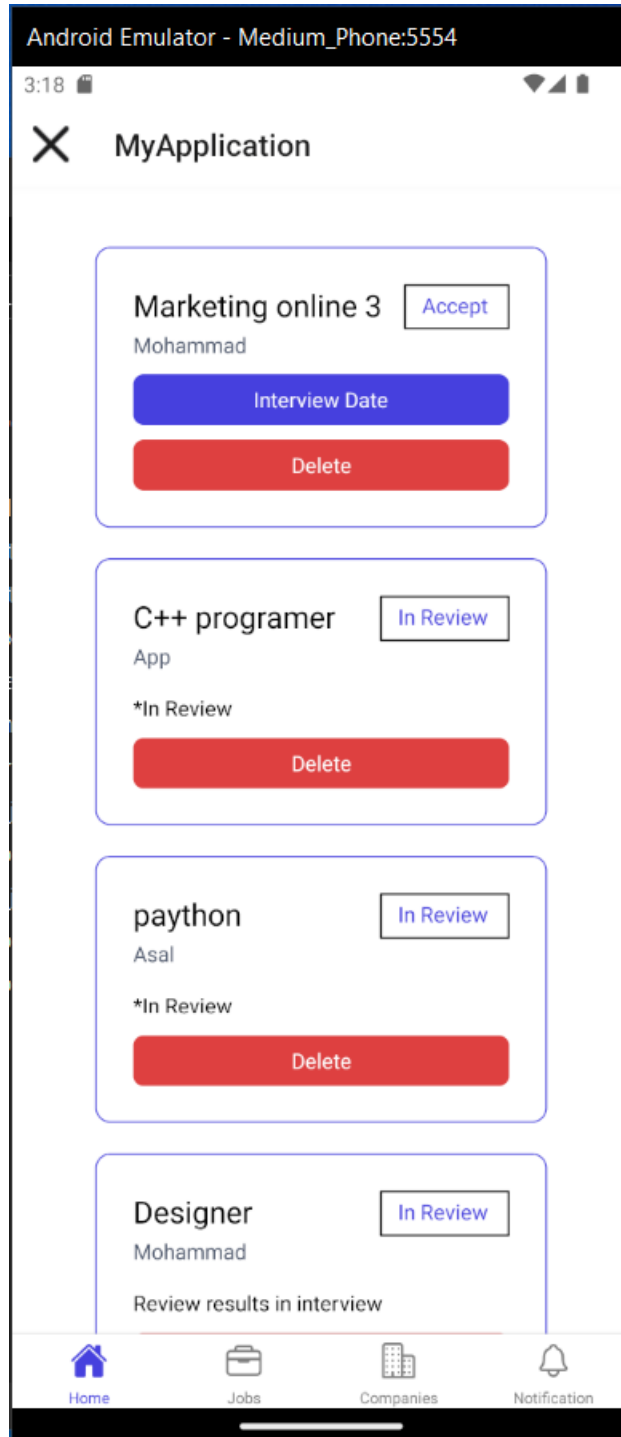 Android Emulator - Medium_Phone:5554
3:18
MyApplication
Marketing online 3 Accept
Mohammad
Interview Date
Delete
C++ programer In Review
App
*In Review
Delete
paython In Review
Asal
*In Review
Delete
Designer In Review
Mohammad
Review results in interview
Home Jobs Companies Notification